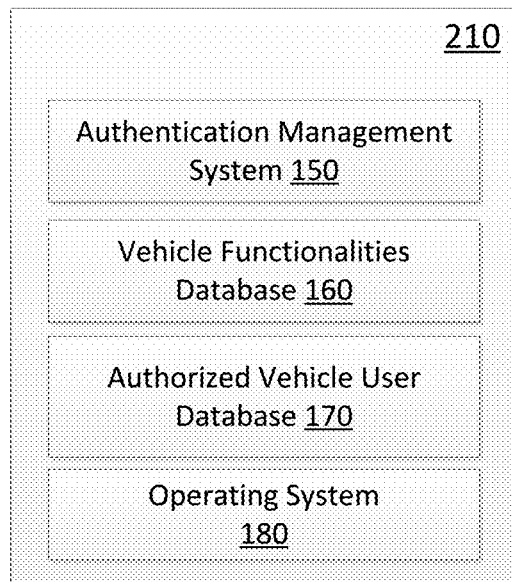 210
Authentication Management
System 150
Vehicle Functionalities
Database 160
Authorized Vehicle User
Database 170
Operating System
180